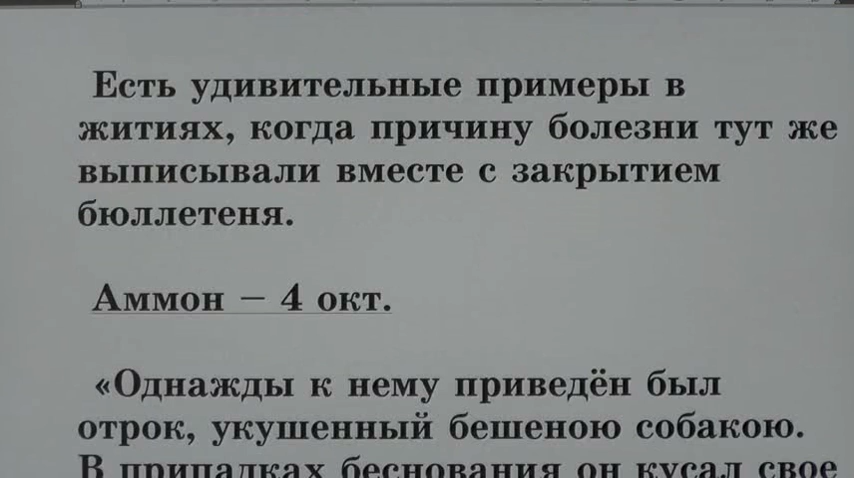 Есть удивительные примеры в
житиях, когда причину болезни тут же
выписывали вместе с закрытием
бюллетеня.
Аммон – 4 окт.
«Однажды к нему приведён был
отрок, укушенный бешеною собакою.
В припадках беснования он кусал свое